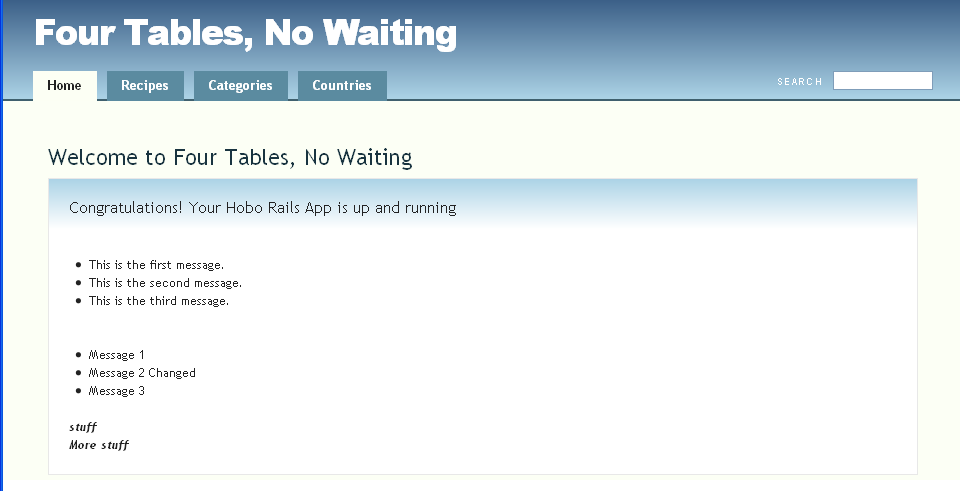 Four Tables, No Waiting
Home Recipes Categories Countries SEARCH
Welcome to Four Tables, No Waiting
Congratulations! Your Hobo Rails App is up and running
This is the first message.
This is the second message.
This is the third message.
Message 1
Message 2 Changed
Message 3
stuff
More stuff